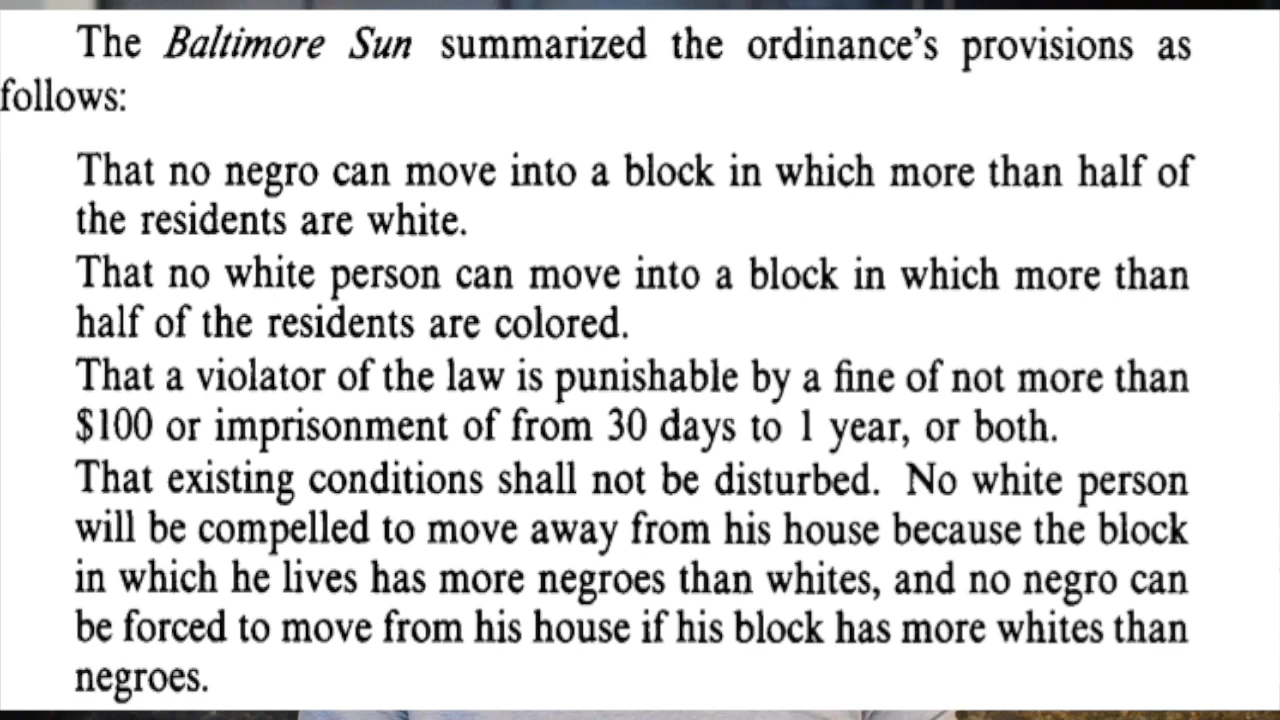 The Baltimore Sun summarized the ordinance’s provisions as
follows:
That no negro can move into a block in which more than half of
the residents are white.
That no white person can move into a block in which more than
half of the residents are colored.
That a violator of the law is punishable by a fine of not more than
$100 or imprisonment of from 30 days to 1 year, or both.
That existing conditions shall not be disturbed. No white person
will be compelled to move away from his house because the block
in which he lives has more negroes than whites, and no negro can
be forced to move from his house if his block has more whites than
negroes.